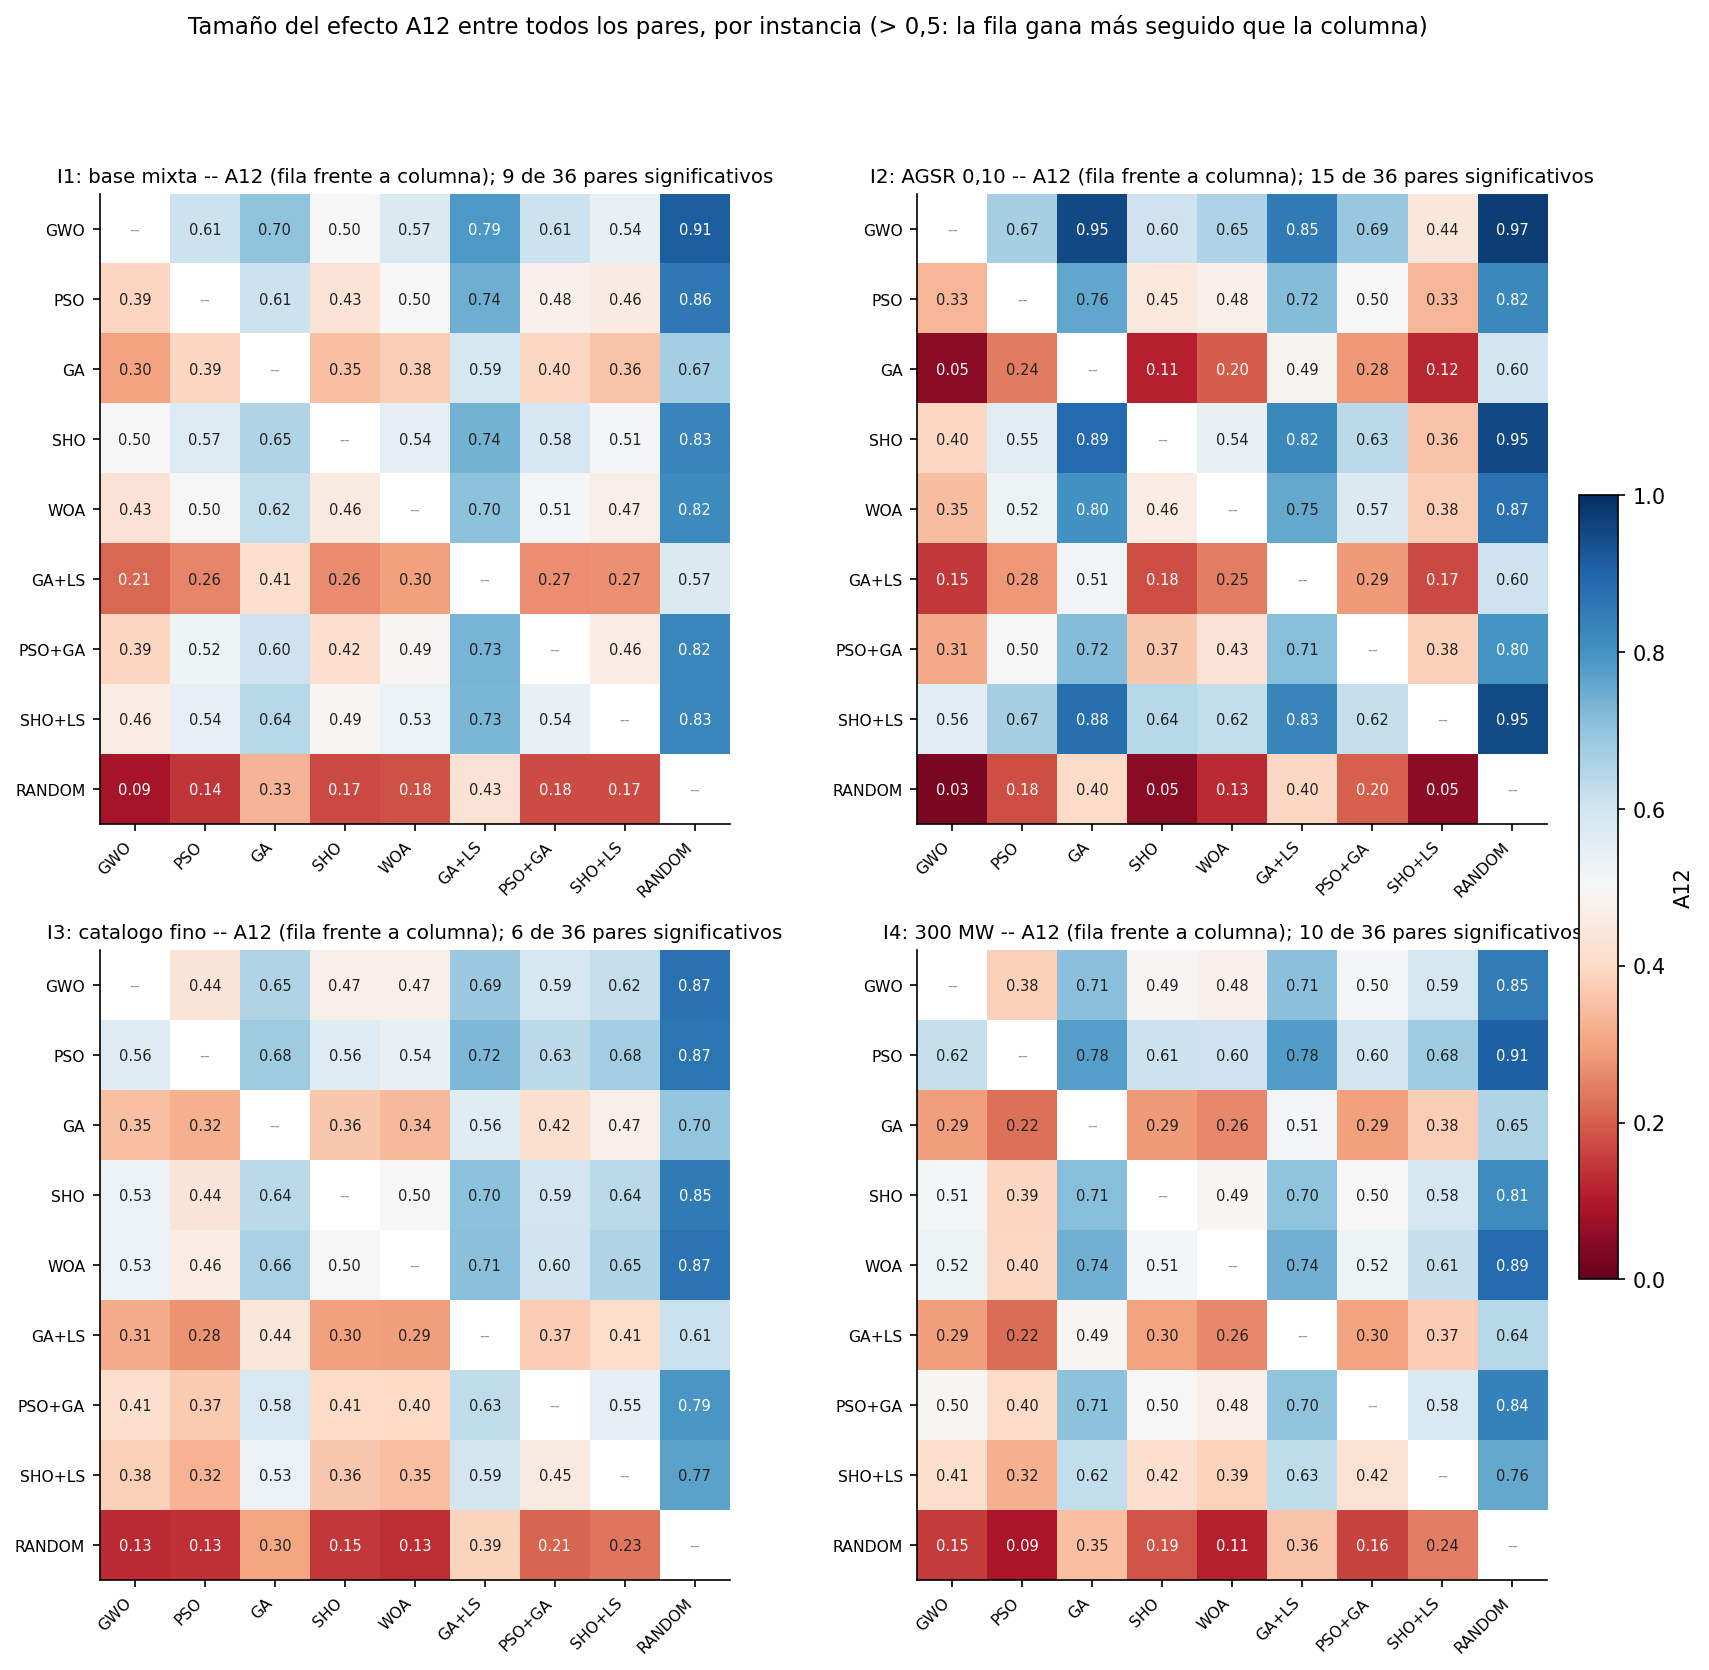 Tamaño del efecto A12 entre todos los pares, por instancia (> 0,5: la fila gana más seguido que la columna)
I1: base mixta -- A12 (fila frente a columna); 9 de 36 pares significativos
GWO -- 0.61 0.70 0.50 0.57 0.79 0.61 0.54 0.91
PSO 0.39 -- 0.61 0.43 0.50 0.74 0.48 0.46 0.86
GA 0.30 0.39 -- 0.35 0.38 0.59 0.40 0.36 0.67
SHO 0.50 0.57 0.65 -- 0.54 0.74 0.58 0.51 0.83
WOA 0.43 0.50 0.62 0.46 -- 0.70 0.51 0.47 0.82
GA+LS 0.21 0.26 0.41 0.26 0.30 -- 0.27 0.27 0.57
PSO+GA 0.39 0.52 0.60 0.42 0.49 0.73 -- 0.46 0.82
SHO+LS 0.46 0.54 0.64 0.49 0.53 0.73 0.54 -- 0.83
RANDOM 0.09 0.14 0.33 0.17 0.18 0.43 0.18 0.17 --
GWO PSO GA SHO WOA GA+LS PSO+GA SHO+LS RANDOM
I2: AGSR 0,10 -- A12 (fila frente a columna); 15 de 36 pares significativos
GWO -- 0.67 0.95 0.60 0.65 0.85 0.69 0.44 0.97
PSO 0.33 -- 0.76 0.45 0.48 0.72 0.50 0.33 0.82
GA 0.05 0.24 -- 0.11 0.20 0.49 0.28 0.12 0.60
SHO 0.40 0.55 0.89 -- 0.54 0.82 0.63 0.36 0.95
WOA 0.35 0.52 0.80 0.46 -- 0.75 0.57 0.38 0.87
GA+LS 0.15 0.28 0.51 0.18 0.25 -- 0.29 0.17 0.60
PSO+GA 0.31 0.50 0.72 0.37 0.43 0.71 -- 0.38 0.80
SHO+LS 0.56 0.67 0.88 0.64 0.62 0.83 0.62 -- 0.95
RANDOM 0.03 0.18 0.40 0.05 0.13 0.40 0.20 0.05 --
GWO PSO GA SHO WOA GA+LS PSO+GA SHO+LS RANDOM
I3: catalogo fino -- A12 (fila frente a columna); 6 de 36 pares significativos
GWO -- 0.44 0.65 0.47 0.47 0.69 0.59 0.62 0.87
PSO 0.56 -- 0.68 0.56 0.54 0.72 0.63 0.68 0.87
GA 0.35 0.32 -- 0.36 0.34 0.56 0.42 0.47 0.70
SHO 0.53 0.44 0.64 -- 0.50 0.70 0.59 0.64 0.85
WOA 0.53 0.46 0.66 0.50 -- 0.71 0.60 0.65 0.87
GA+LS 0.31 0.28 0.44 0.30 0.29 -- 0.37 0.41 0.61
PSO+GA 0.41 0.37 0.58 0.41 0.40 0.63 -- 0.55 0.79
SHO+LS 0.38 0.32 0.53 0.36 0.35 0.59 0.45 -- 0.77
RANDOM 0.13 0.13 0.30 0.15 0.13 0.39 0.21 0.23 --
GWO PSO GA SHO WOA GA+LS PSO+GA SHO+LS RANDOM
I4: 300 MW -- A12 (fila frente a columna); 10 de 36 pares significativos
GWO -- 0.38 0.71 0.49 0.48 0.71 0.50 0.59 0.85
PSO 0.62 -- 0.78 0.61 0.60 0.78 0.60 0.68 0.91
GA 0.29 0.22 -- 0.29 0.26 0.51 0.29 0.38 0.65
SHO 0.51 0.39 0.71 -- 0.49 0.70 0.50 0.58 0.81
WOA 0.52 0.40 0.74 0.51 -- 0.74 0.52 0.61 0.89
GA+LS 0.29 0.22 0.49 0.30 0.26 -- 0.30 0.37 0.64
PSO+GA 0.50 0.40 0.71 0.50 0.48 0.70 -- 0.58 0.84
SHO+LS 0.41 0.32 0.62 0.42 0.39 0.63 0.42 -- 0.76
RANDOM 0.15 0.09 0.35 0.19 0.11 0.36 0.16 0.24 --
GWO PSO GA SHO WOA GA+LS PSO+GA SHO+LS RANDOM
1.0
0.8
0.6
0.4
0.2
0.0
A12